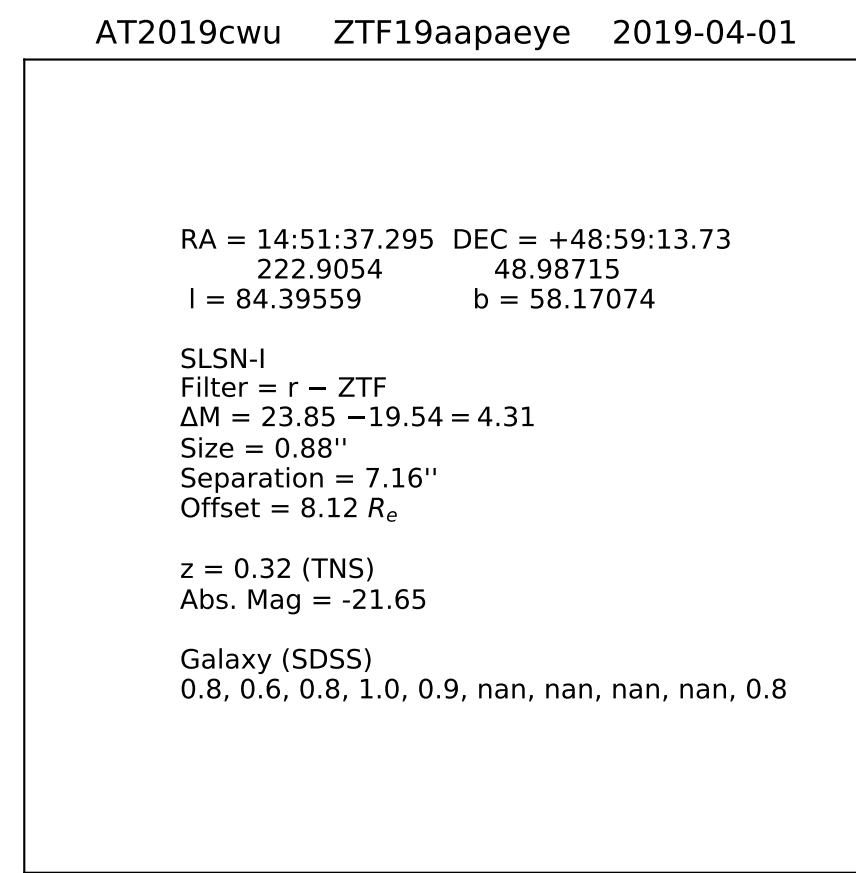 AT2019cwu ZTF19aapaeye 2019-04-01
RA = 14:51:37.295 DEC = +48:59:13.73
222.9054 48.98715
l = 84.39559 b = 58.17074
SLSN-I
Filter = r − ZTF
ΔM = 23.85 −19.54 = 4.31
Size = 0.88''
Separation = 7.16''
Offset = 8.12 Re
z = 0.32 (TNS)
Abs. Mag = -21.65
Galaxy (SDSS)
0.8, 0.6, 0.8, 1.0, 0.9, nan, nan, nan, nan, 0.8